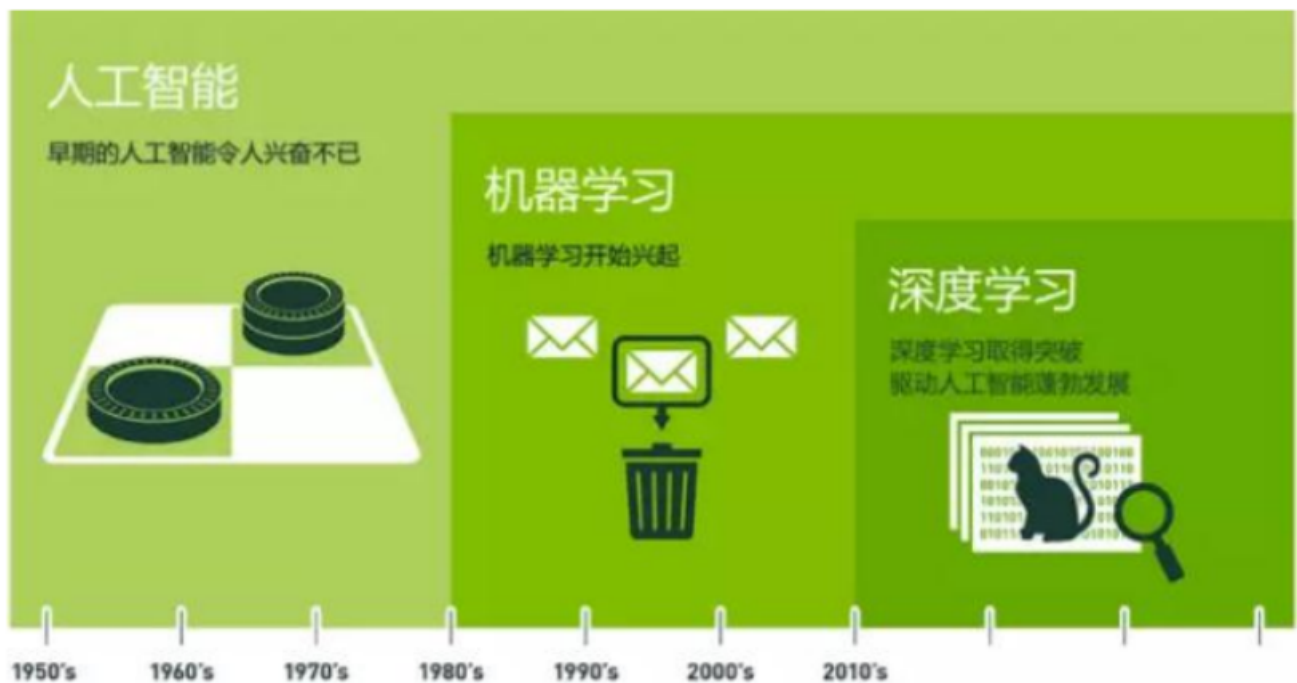 人工智能
早期的人工智能令人兴奋不已
机器学习
机器学习开始兴起
深度学习
深度学习取得突破
驱动人工智能蓬勃发展
1950's 1960's 1970's 1980's 1990's 2000's 2010's